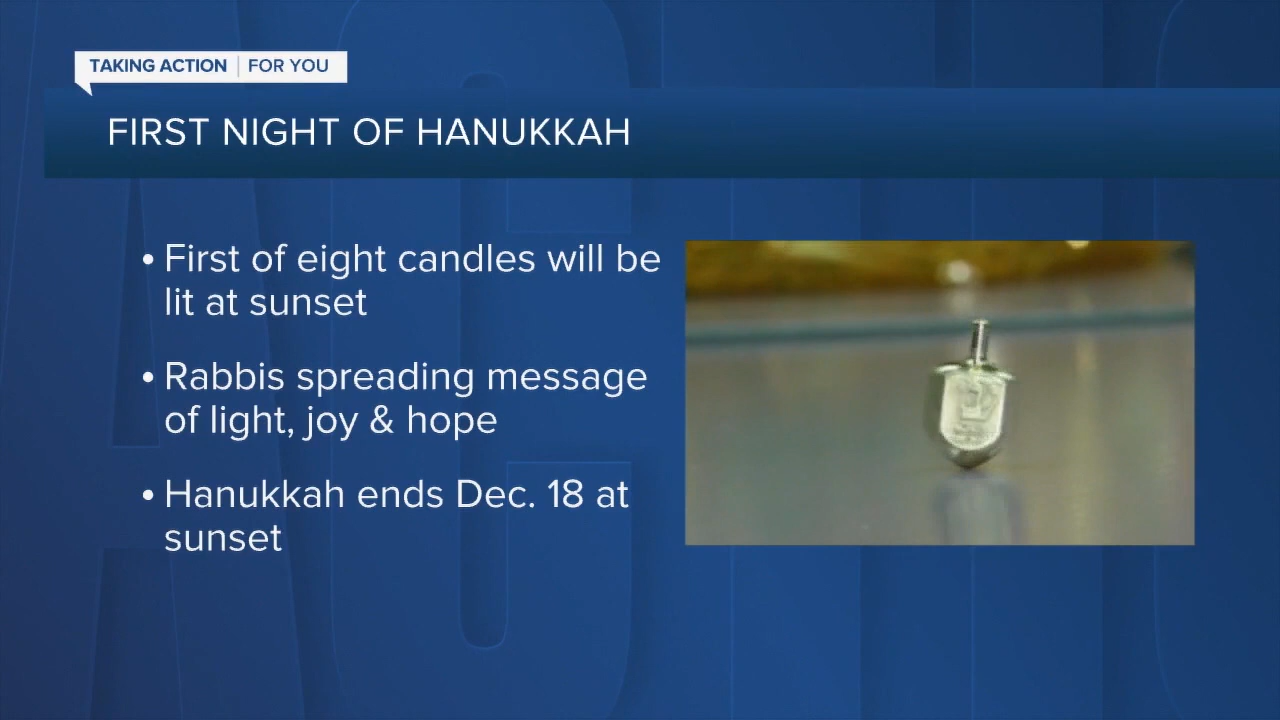 TAKING ACTION | FOR YOU
FIRST NIGHT OF HANUKKAH
• First of eight candles will be
lit at sunset
• Rabbis spreading message
of light, joy & hope
• Hanukkah ends Dec. 18 at
sunset